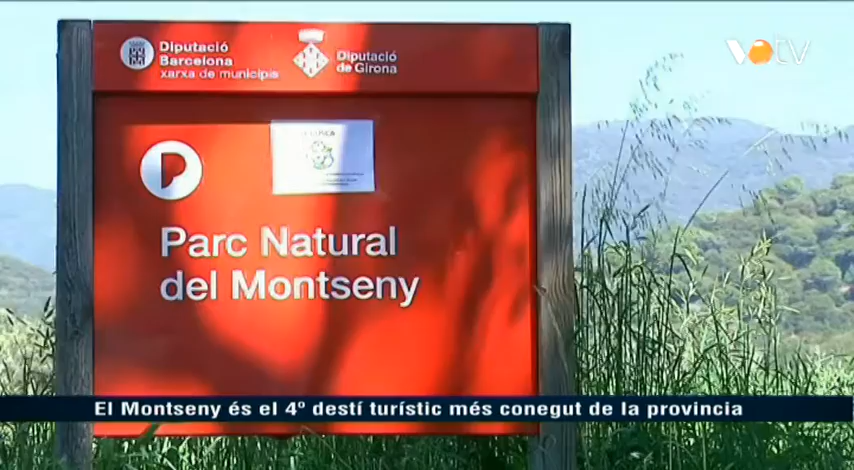 Diputació
Barcelona
xarxa de municipis
Diputació
de Girona
VOtv
Parc Natural
del Montseny
El Montseny és el 4º destí turístic més conegut de la provincia